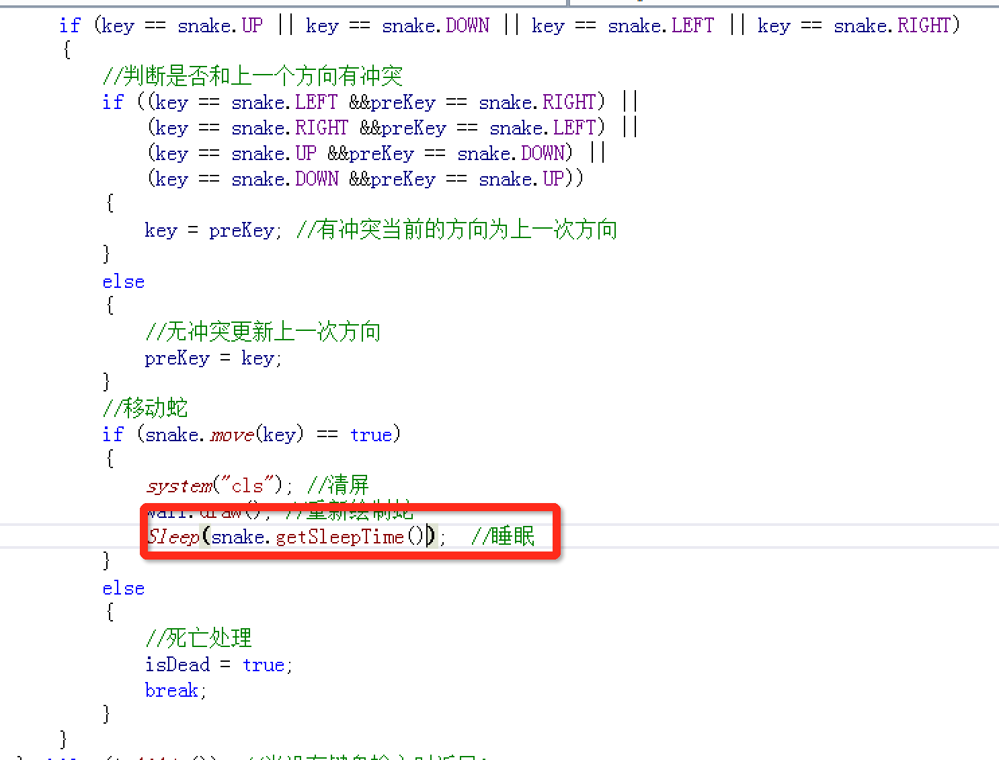 if (key == snake.UP || key == snake.DOWN || key == snake.LEFT || key == snake.RIGHT)
{
//判断是否和上一个方向有冲突
if ((key == snake.LEFT &&preKey == snake.RIGHT) ||
(key == snake.RIGHT &&preKey == snake.LEFT) ||
(key == snake.UP &&preKey == snake.DOWN) ||
(key == snake.DOWN &&preKey == snake.UP))
{
key = preKey; //有冲突当前的方向为上一次方向
}
else
{
//无冲突更新上一次方向
preKey = key;
}
//移动蛇
if (snake.move(key) == true)
{
system("cls"); //清屏
wall.draw(); //重新绘制蛇
Sleep(snake.getSleepTime()); //睡眠
}
else
{
//死亡处理
isDead = true;
break;
}
}